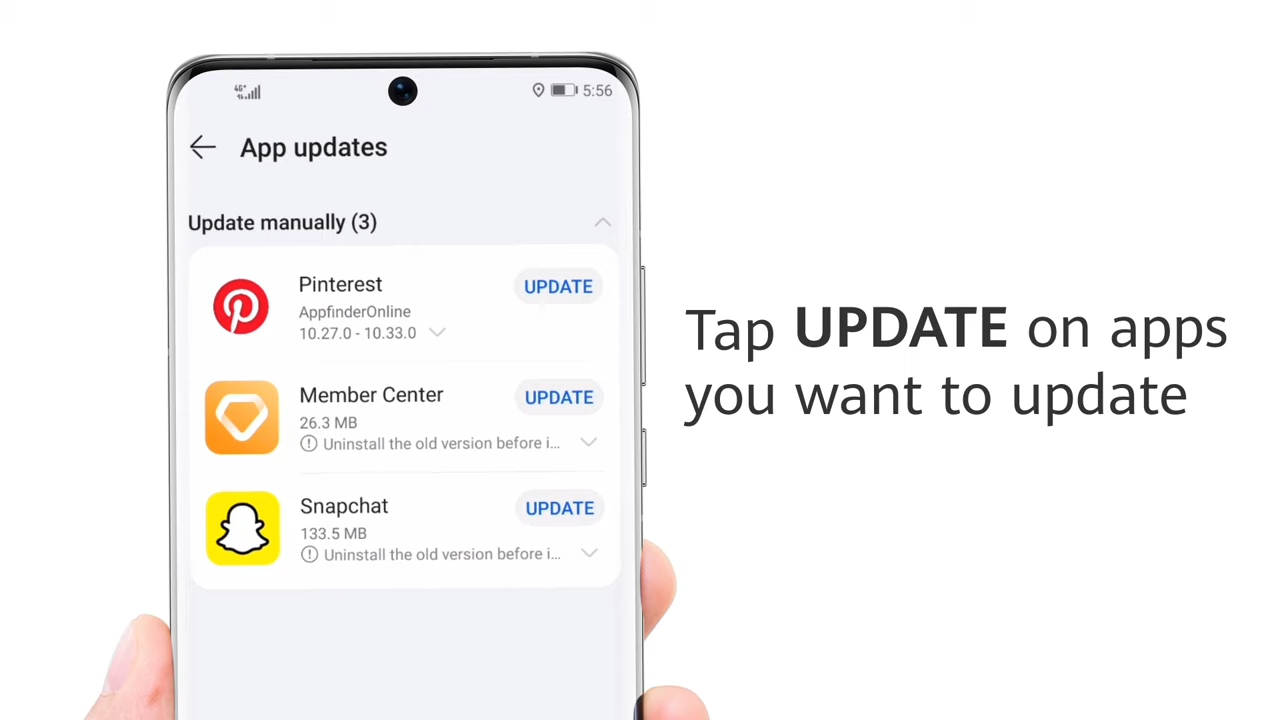 4G+ 5:56
App updates
Update manually (3)
Pinterest UPDATE
AppfinderOnline
10.27.0 - 10.33.0
Member Center UPDATE
26.3 MB
Uninstall the old version before i...
Snapchat UPDATE
133.5 MB
Uninstall the old version before i...
Tap UPDATE on apps
you want to update